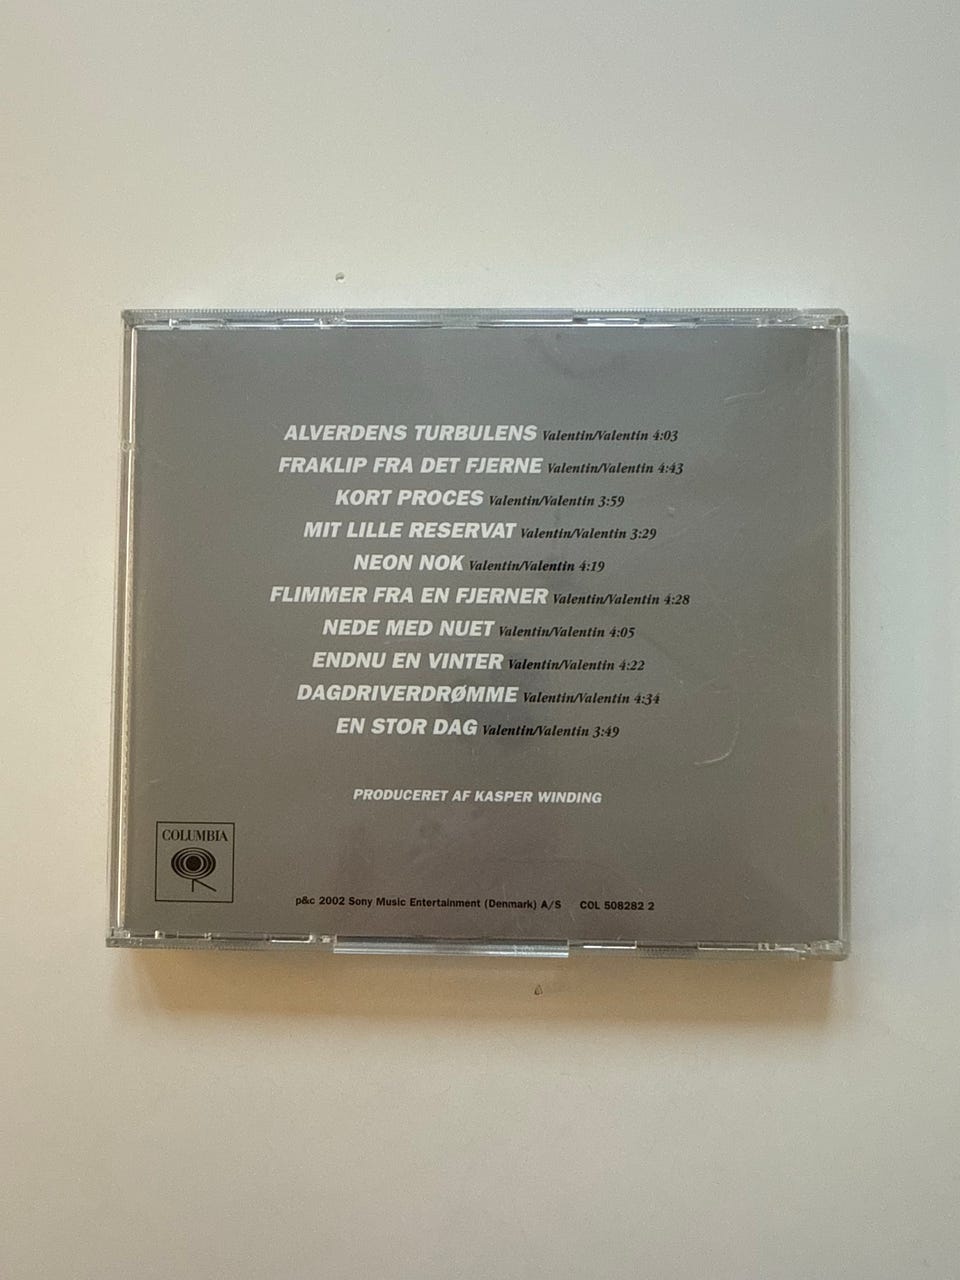 ALVERDENS TURBULENS Valentin/Valentin 4:03
FRAKLIP FRA DET FJERNE Valentin/Valentin 4:43
KORT PROCES Valentin/Valentin 3:59
MIT LILLE RESERVAT Valentin/Valentin 3:29
NEON NOK Valentin/Valentin 4:19
FLIMMER FRA EN FJERNER Valentin/Valentin 4:28
NEDE MED NUET Valentin/Valentin 4:05
ENDNU EN VINTER Valentin/Valentin 4:22
DAGDRIVERDRØMME Valentin/Valentin 4:34
EN STOR DAG Valentin/Valentin 3:49
PRODUCERET AF KASPER WINDING
COLUMBIA
p&c 2002 Sony Music Entertainment (Denmark) A/S COL 508282 2